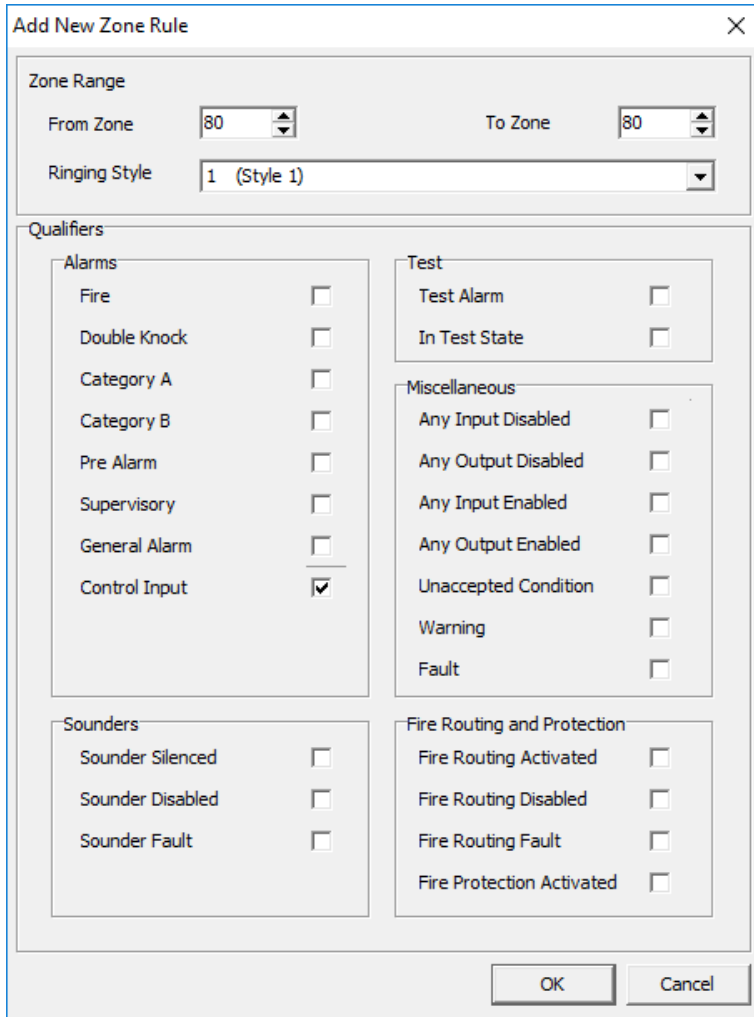 Add New Zone Rule
Zone Range
From Zone 80 To Zone 80
Ringing Style 1 (Style 1)
Qualifiers
Alarms
Fire
Double Knock
Category A
Category B
Pre Alarm
Supervisory
General Alarm
Control Input
Test
Test Alarm
In Test State
Miscellaneous
Any Input Disabled
Any Output Disabled
Any Input Enabled
Any Output Enabled
Unaccepted Condition
Warning
Fault
Sounders
Sounder Silenced
Sounder Disabled
Sounder Fault
Fire Routing and Protection
Fire Routing Activated
Fire Routing Disabled
Fire Routing Fault
Fire Protection Activated
OK Cancel